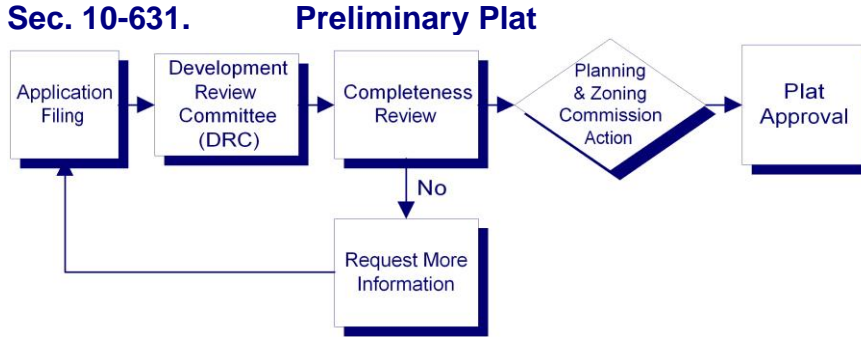 Sec. 10-631. Preliminary Plat
Application
Filing
Development
Review
Committee
(DRC)
Completeness
Review
Planning
& Zoning
Commission
Action
Plat
Approval
No
Request More
Information